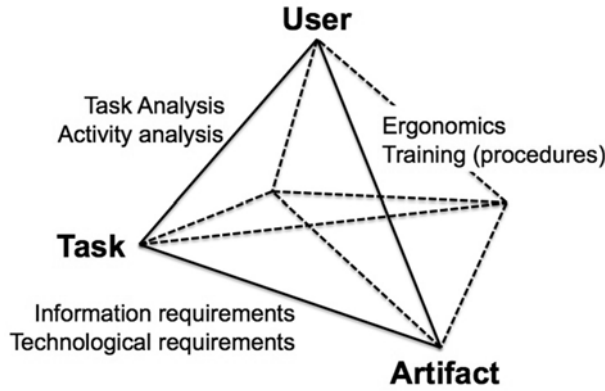 User
Task Analysis
Activity analysis
Ergonomics
Training (procedures)
Task
Information requirements
Technological requirements
Artifact